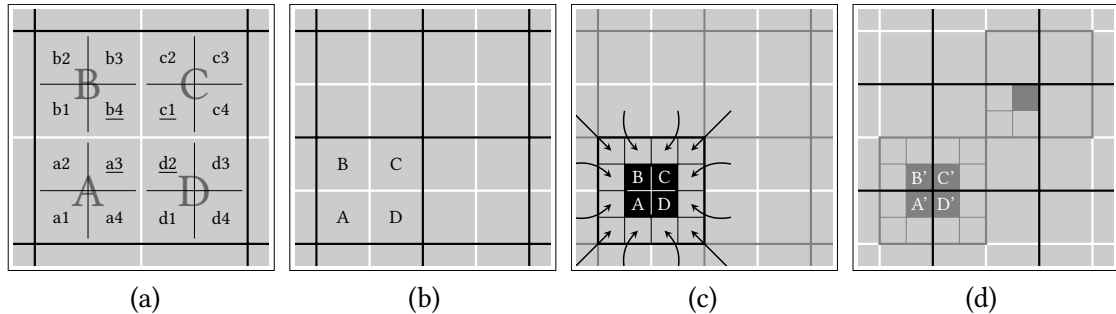 b2 b3 c2 c3
B C
b1 b4 c1 c4
a2 a3 d2 d3
A D
a1 a4 d1 d4
(a)
B C
A D
(b)
B C
A D
(c)
B' C'
A' D'
(d)